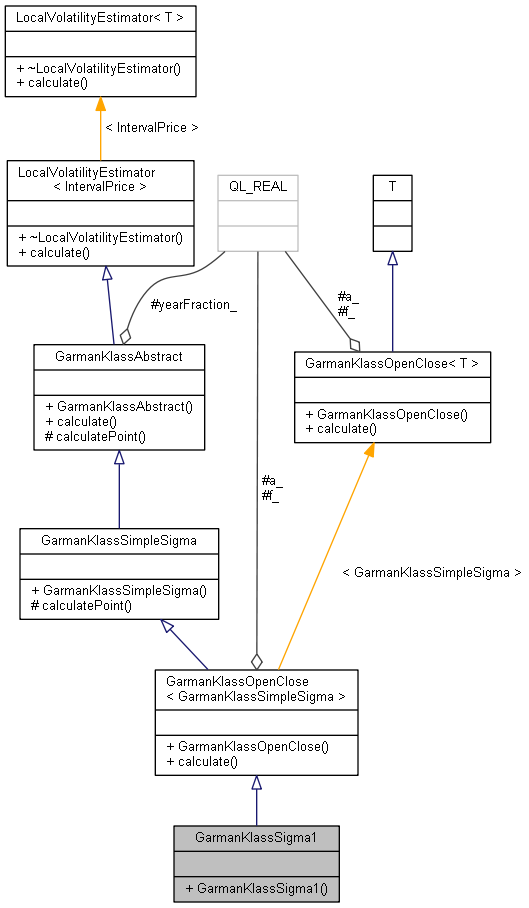 LocalVolatilityEstimator< T >
+ ~LocalVolatilityEstimator()
+ calculate()
< IntervalPrice >
LocalVolatilityEstimator
< IntervalPrice >
+ ~LocalVolatilityEstimator()
+ calculate()
QL_REAL
T
#yearFraction_
#a_
#f_
GarmanKlassAbstract
+ GarmanKlassAbstract()
+ calculate()
# calculatePoint()
GarmanKlassOpenClose< T >
+ GarmanKlassOpenClose()
+ calculate()
#a_
#f_
GarmanKlassSimpleSigma
+ GarmanKlassSimpleSigma()
# calculatePoint()
< GarmanKlassSimpleSigma >
GarmanKlassOpenClose
< GarmanKlassSimpleSigma >
+ GarmanKlassOpenClose()
+ calculate()
GarmanKlassSigma1
+ GarmanKlassSigma1()